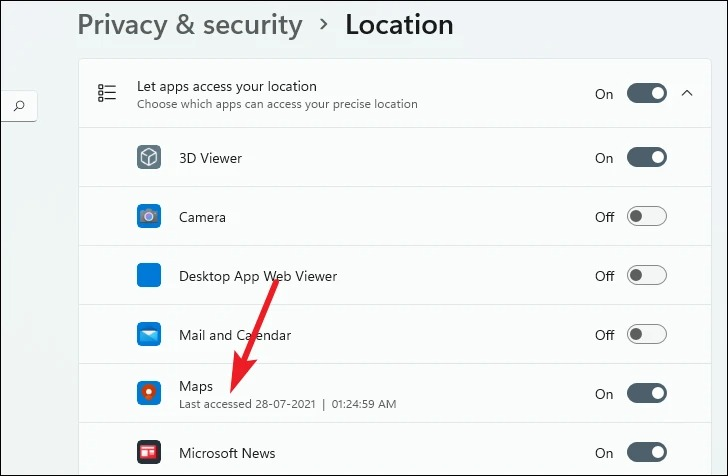 Privacy & security > Location
Let apps access your location
Choose which apps can access your precise location
On
3D Viewer
On
Camera
Off
Desktop App Web Viewer
Off
Mail and Calendar
Off
Maps
Last accessed 28-07-2021 | 01:24:59 AM
On
Microsoft News
On